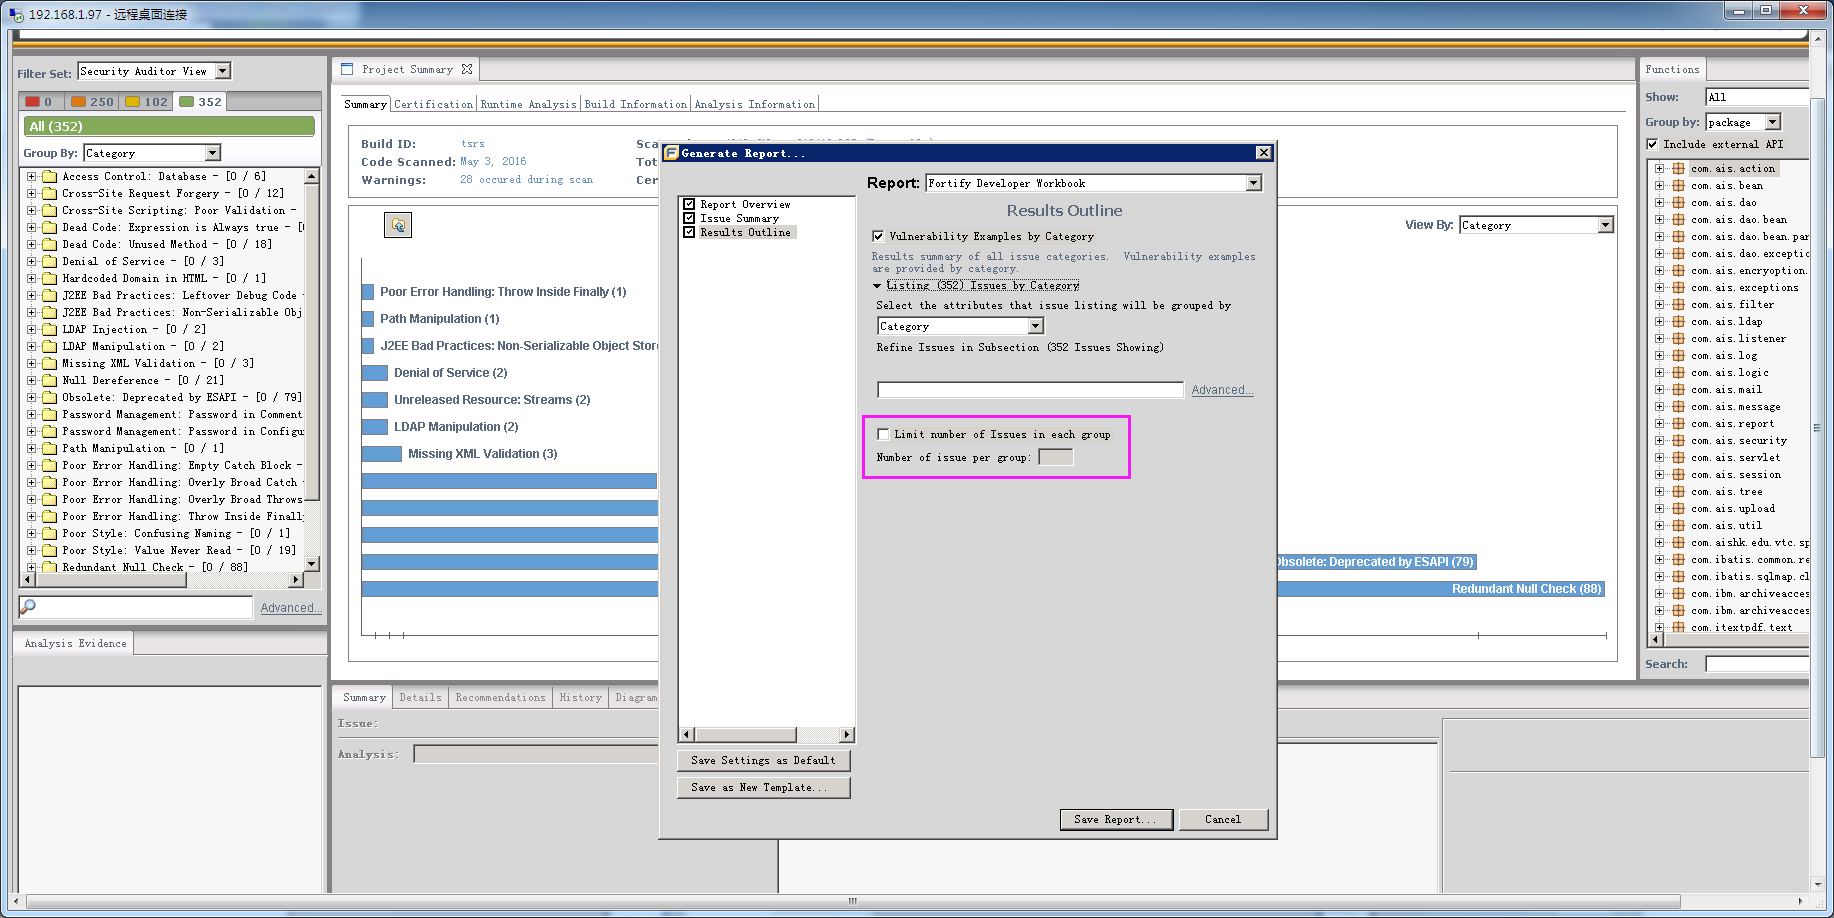 192.168.1.97 - 远程桌面连接
Filter Set: Security Auditor View
0 250 102 352
All (352)
Group By: Category
Access Control: Database - [0 / 6]
Cross-Site Request Forgery - [0 / 12]
Cross-Site Scripting: Poor Validation -
Dead Code: Expression is Always true - [
Dead Code: Unused Method - [0 / 18]
Denial of Service - [0 / 3]
Hardcoded Domain in HTML - [0 / 1]
J2EE Bad Practices: Leftover Debug Code
J2EE Bad Practices: Non-Serializable Obj
LDAP Injection - [0 / 2]
LDAP Manipulation - [0 / 2]
Missing XML Validation - [0 / 3]
Null Dereference - [0 / 21]
Obsolete: Deprecated by ESAPI - [0 / 79]
Password Management: Password in Comment
Password Management: Password in Configu
Path Manipulation - [0 / 1]
Poor Error Handling: Empty Catch Block -
Poor Error Handling: Overly Broad Catch
Poor Error Handling: Overly Broad Throws
Poor Error Handling: Throw Inside Finall
Poor Style: Confusing Naming - [0 / 1]
Poor Style: Value Never Read - [0 / 19]
Redundant Null Check - [0 / 88]
Advanced...
Analysis Evidence
Project Summary
Summary Certification Runtime Analysis Build Information Analysis Information
Build ID: tsrs
Code Scanned: May 3, 2016
Warnings: 28 occured during scan
Sca
Tot
Cer
View By: Category
Poor Error Handling: Throw Inside Finally (1)
Path Manipulation (1)
J2EE Bad Practices: Non-Serializable Object Stor
Denial of Service (2)
Unreleased Resource: Streams (2)
LDAP Manipulation (2)
Missing XML Validation (3)
Obsolete: Deprecated by ESAPI (79)
Redundant Null Check (88)
Summary Details Recommendations History Diagram
Issue:
Analysis:
Generate Report...
Report: Fortify Developer Workbook
Report Overview
Issue Summary
Results Outline
Results Outline
Vulnerability Examples by Category
Results summary of all issue categories. Vulnerability examples
are provided by category.
Listing (352) Issues by Category
Select the attributes that issue listing will be grouped by
Category
Refine Issues in Subsection (352 Issues Showing)
Advanced...
Limit number of Issues in each group
Number of issue per group:
Save Settings as Default
Save as New Template...
Save Report...
Cancel
Functions
Show: All
Group by: package
Include external API
com.ais.action
com.ais.bean
com.ais.dao
com.ais.dao.bean
com.ais.dao.bean.par
com.ais.dao.exceptio
com.ais.encryption.
com.ais.exceptions
com.ais.filter
com.ais.ldap
com.ais.listener
com.ais.log
com.ais.logic
com.ais.mail
com.ais.message
com.ais.report
com.ais.security
com.ais.servlet
com.ais.session
com.ais.tree
com.ais.upload
com.ais.util
com.aishk.edu.vtc.sp
com.ibatis.common.re
com.ibatis.sqlmap.cl
com.ibm.archiveacces
com.ibm.archiveacces
com.itextpdf.text
Search: